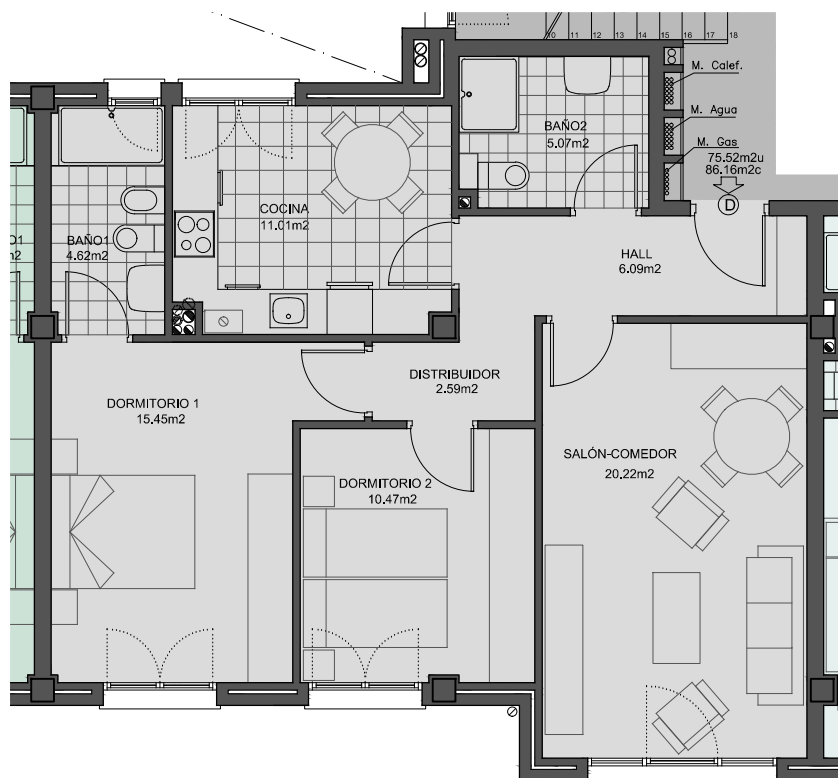 10 11 12 13 14 15 16 17 18
M. Calef.
M. Agua
M. Gas
75.52m2u
86.16m2c
D
BAÑO2
5.07m2
COCINA
11.01m2
BAÑO1
4.62m2
O1
m2
HALL
6.09m2
DISTRIBUIDOR
2.59m2
DORMITORIO 1
15.45m2
DORMITORIO 2
10.47m2
SALÓN-COMEDOR
20.22m2